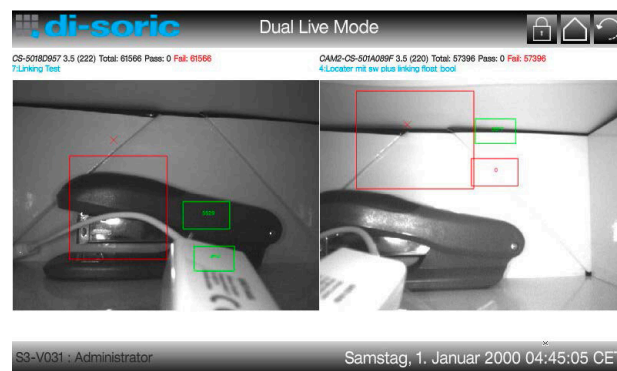 di-soric
Dual Live Mode
CS-5018D957 3.5 (222) Total: 61566 Pass: 0 Fail: 61566
7:Linking Test
CAM2-CS-501A089F 3.5 (220) Total: 57396 Pass: 0 Fail: 57396
4:Locater mit sw plus linking float bool
S3-V031 : Administrator
Samstag, 1. Januar 2000 04:45:05 CE